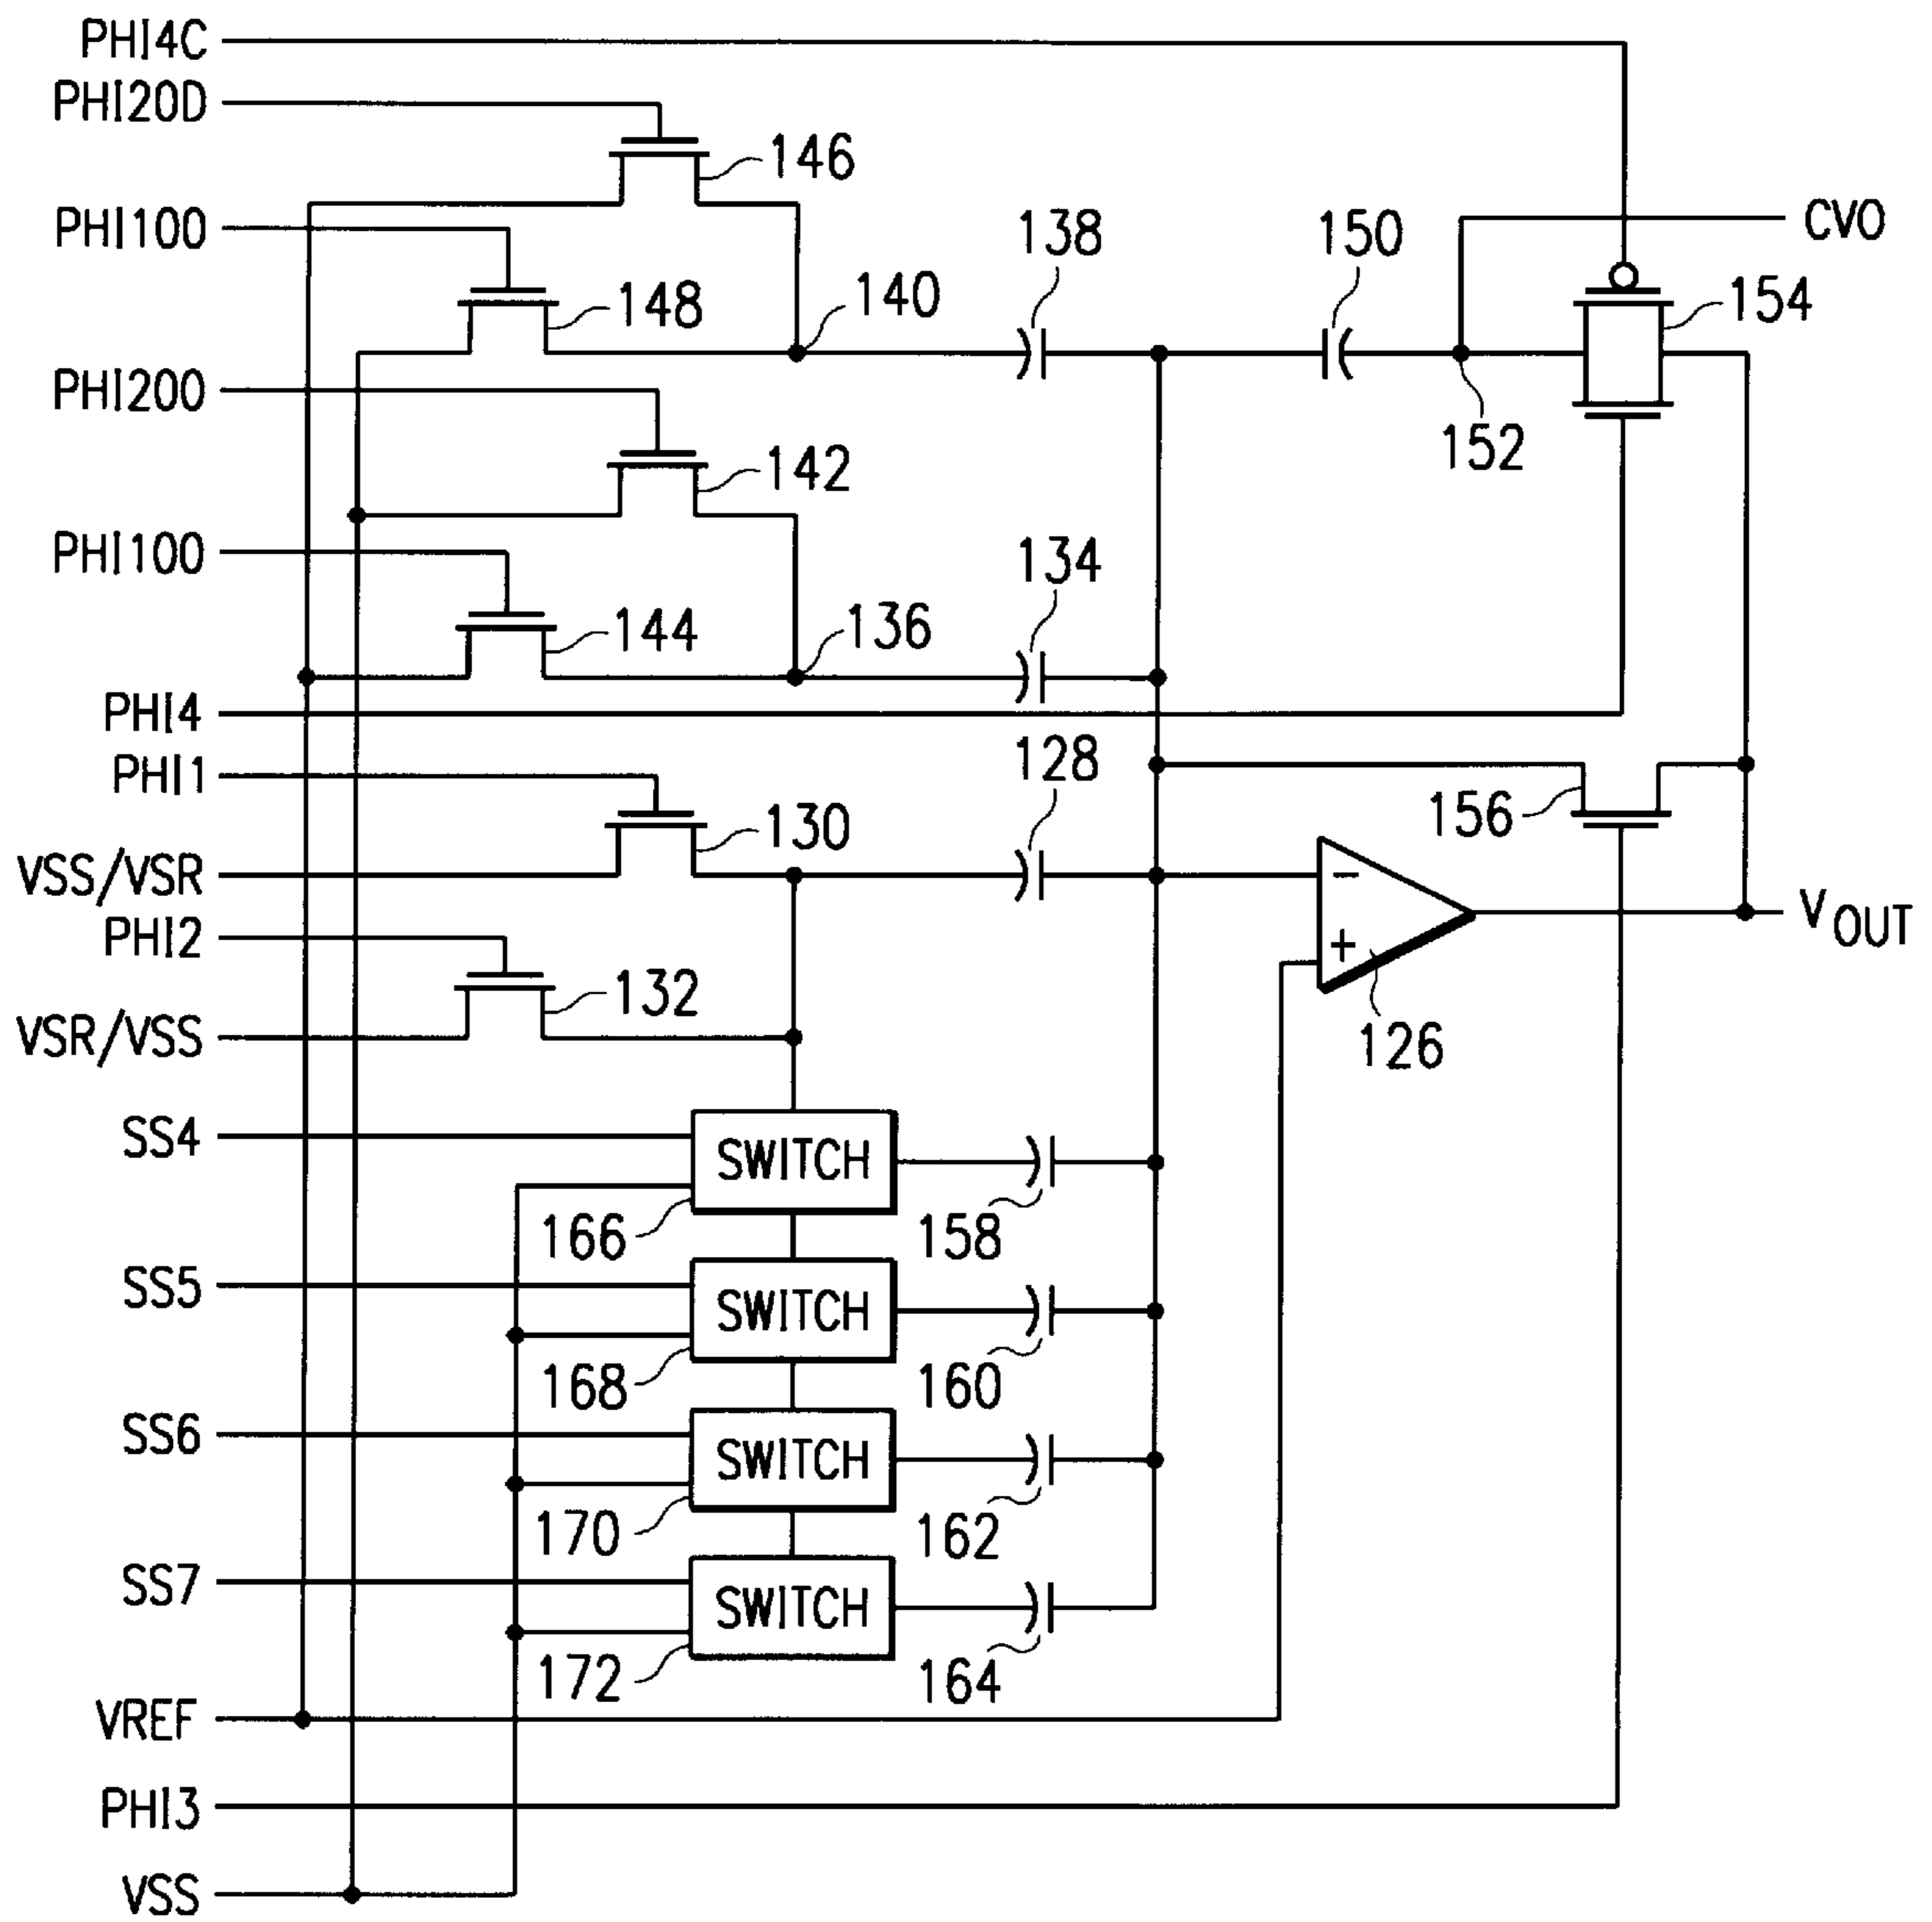 PHI4C
PHI20D
146
PHI100
138
150
CVO
148
140
154
PHI200
152
142
PHI100
134
144
136
PHI4
128
PHI1
156
130
VSS/VSR
−
VOUT
PHI2
+
132
126
VSR/VSS
SS4
SWITCH
166
158
SS5
SWITCH
168
160
SS6
SWITCH
170
162
SS7
SWITCH
172
164
VREF
PHI3
VSS